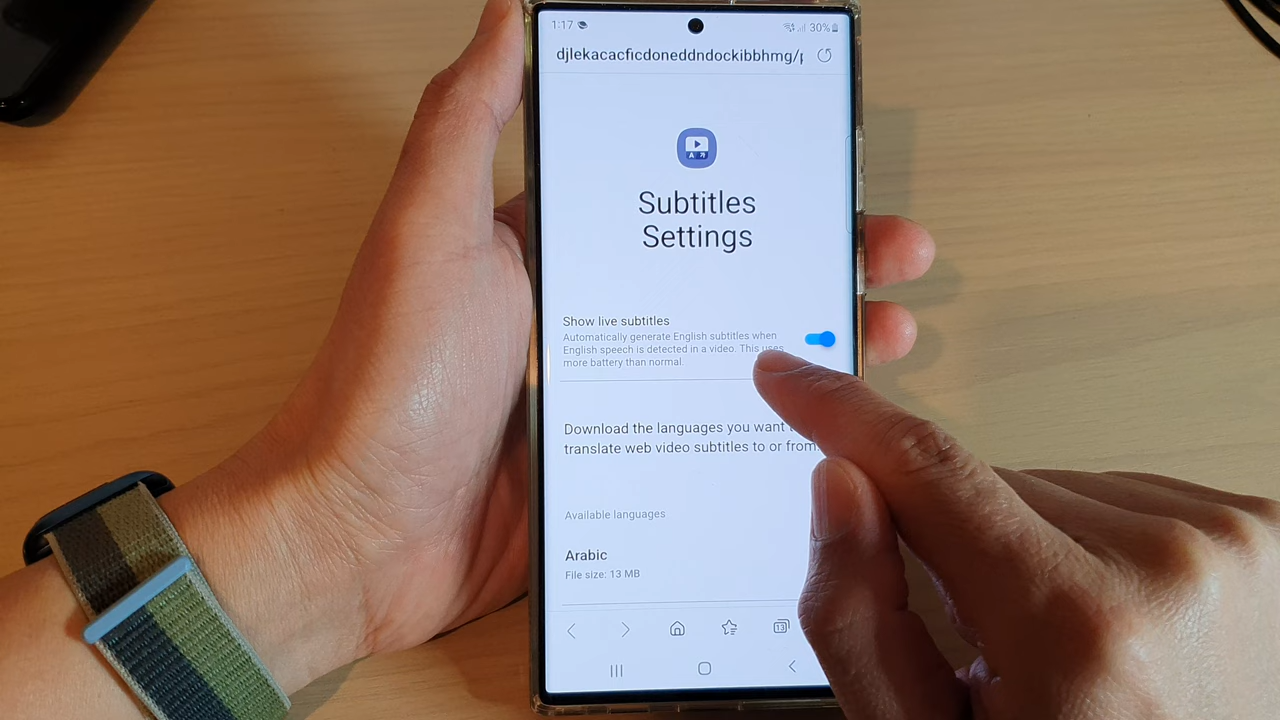 1:17
30%
djlekacacficdoneddndockibbhmg/
Subtitles
Settings
Show live subtitles
Automatically generate English subtitles when
English speech is detected in a video. This uses
more battery than normal.
Download the languages you want
translate web video subtitles to or from.
Available languages
Arabic
File size: 13 MB
13